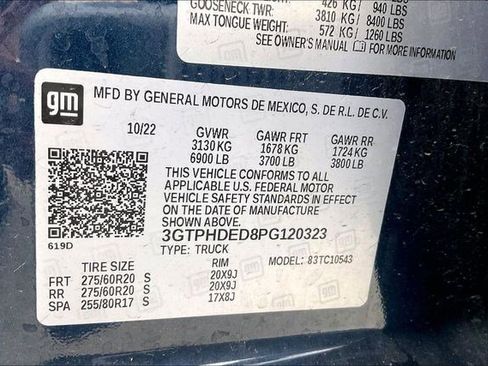 426 KG/ 940 LBS
GOOSENECK TWR:
3810 KG/ 8400 LBS
MAX TONGUE WEIGHT:
572 KG/ 1260 LBS
SEE OWNER'S MANUAL FOR MORE INFORMATION
gm
MFD BY GENERAL MOTORS DE MEXICO, S. DE R.L. DE C.V.
10/22 GVWR GAWR FRT GAWR RR
3130 KG 1678 KG 1724 KG
6900 LB 3700 LB 3800 LB
THIS VEHICLE CONFORMS TO ALL
APPLICABLE U.S. FEDERAL MOTOR
VEHICLE SAFETY STANDARDS IN
EFFECT ON THE DATE OF MANUFACTURE
SHOWN ABOVE.
3GTPHDED8PG120323
619D
TYPE: TRUCK MODEL: 83TC10543
TIRE SIZE RIM
FRT 275/60R20 S 20X9J
RR 275/60R20 S 20X9J
SPA 255/80R17 S 17X8J